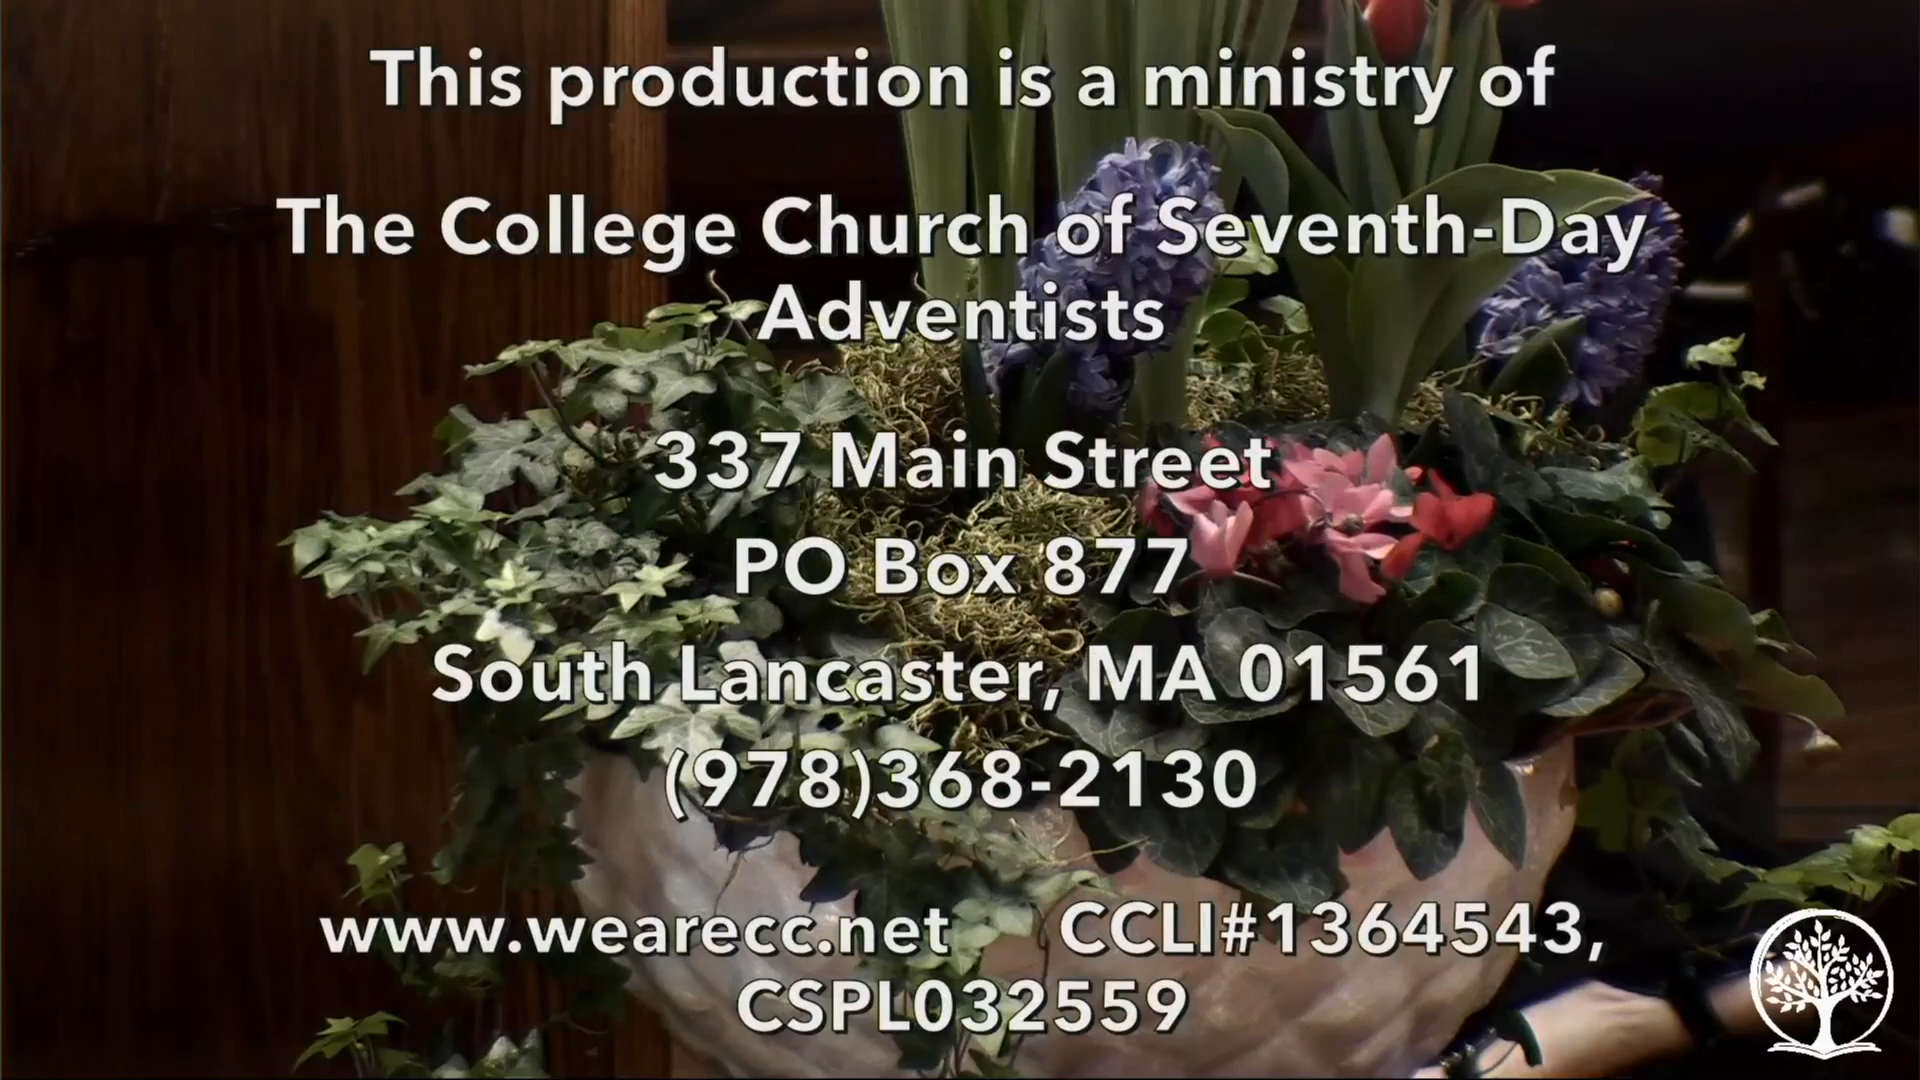 This production is a ministry of
The College Church of Seventh-Day
Adventists
337 Main Street
PO Box 877
South Lancaster, MA 01561
(978)368-2130
www.wearecc.net CCLI#1364543,
CSPL032559